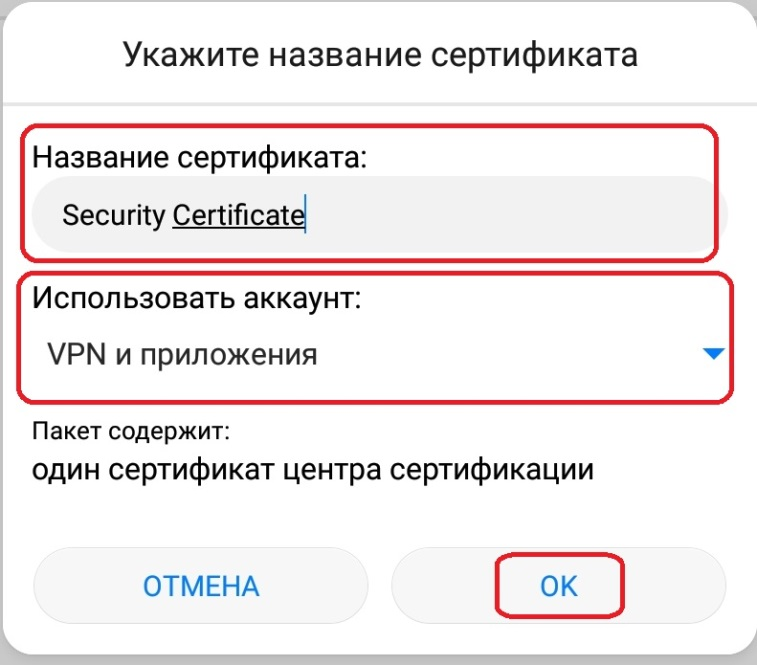 Укажите название сертификата
Название сертификата:
Security Certificate
Использовать аккаунт:
VPN и приложения
Пакет содержит:
один сертификат центра сертификации
ОТМЕНА
OK